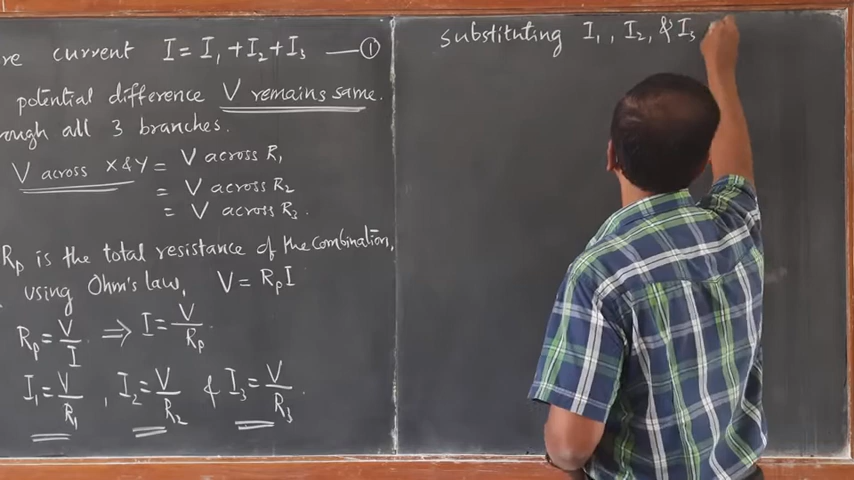 re current I = I₁ + I₂ + I₃ —①
potential difference V remains same.
rough all 3 branches.
V across X & Y = V across R₁
= V across R₂
= V across R₃.
Rp is the total resistance of the combination,
using Ohm's law, V = RpI
Rp = V/I ⇒ I = V/Rp.
I₁ = V/R₁, I₂ = V/R₂ & I₃ = V/R₃.
substituting I₁, I₂, & I₃